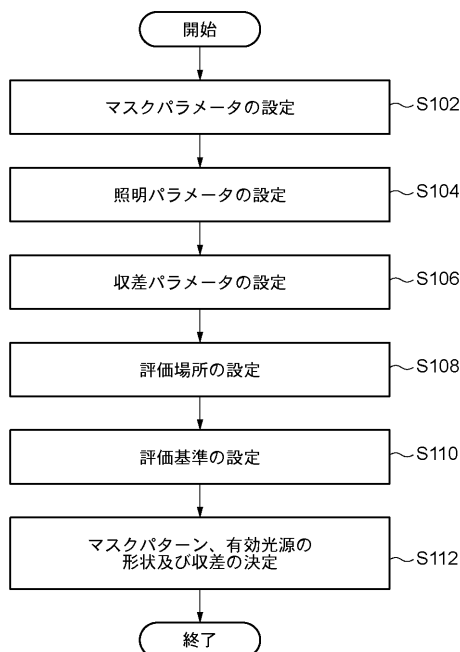 開始
マスクパラメータの設定
S102
照明パラメータの設定
S104
収差パラメータの設定
S106
評価場所の設定
S108
評価基準の設定
S110
マスクパターン、有効光源の
形状及び収差の決定
S112
終了